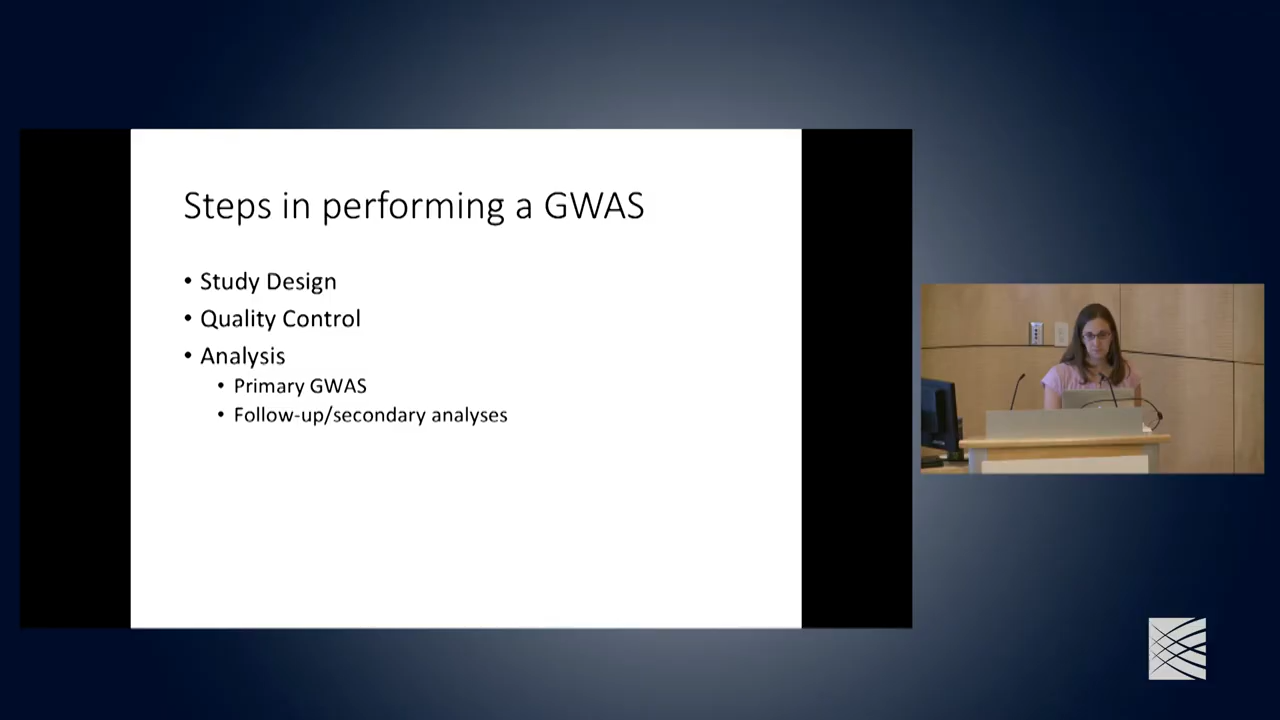 Steps in performing a GWAS
• Study Design
• Quality Control
• Analysis
• Primary GWAS
• Follow-up/secondary analyses